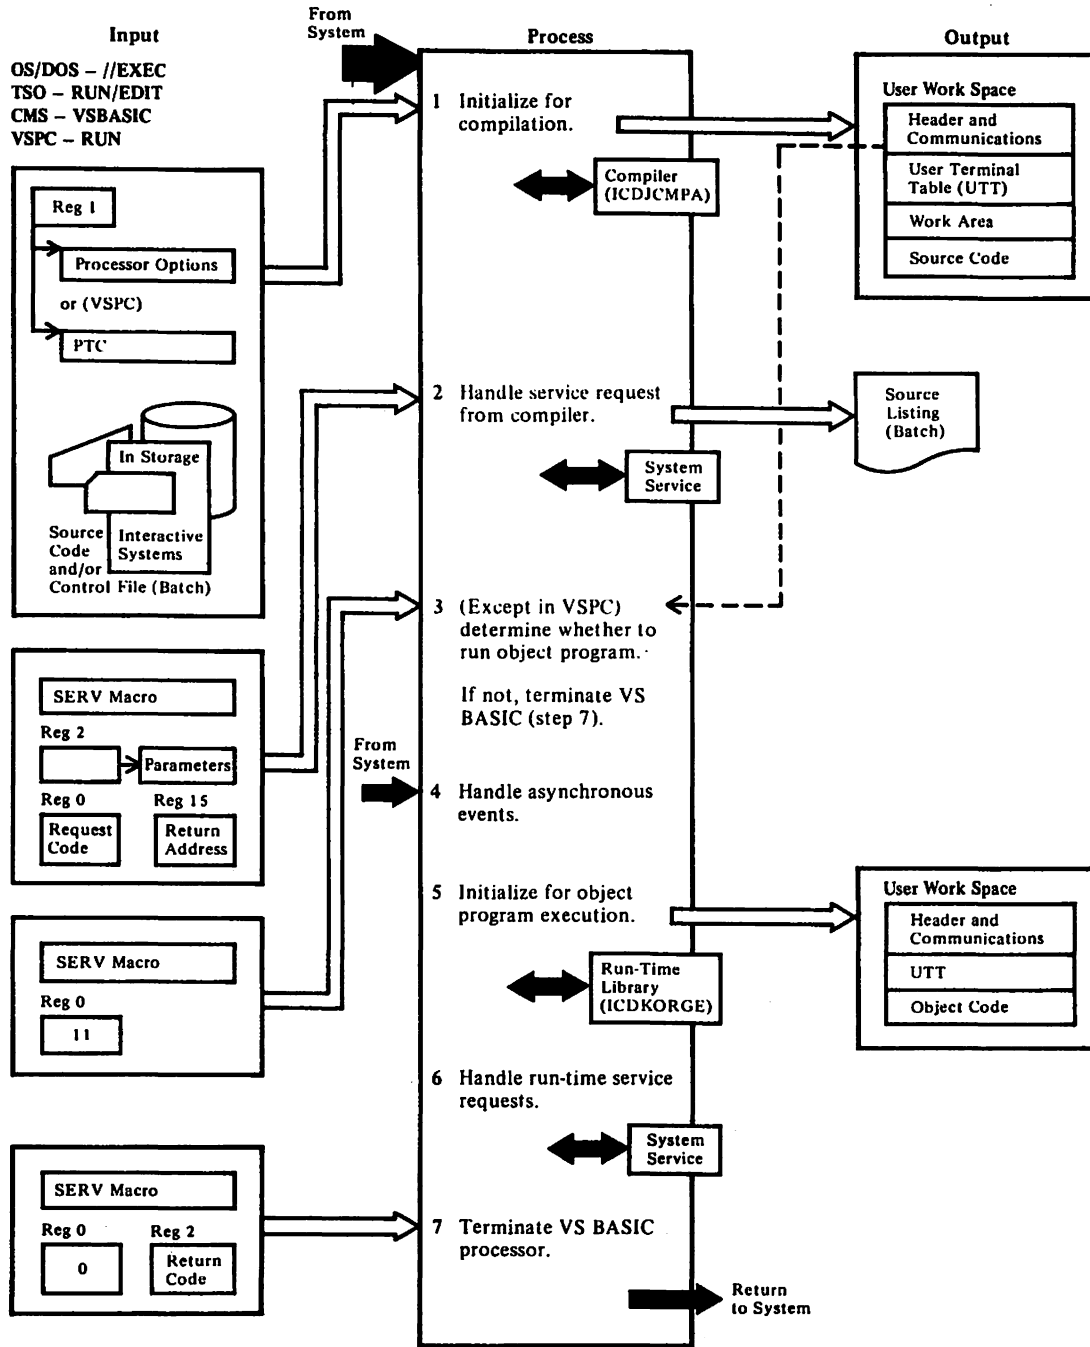 Input
OS/DOS – //EXEC
TSO – RUN/EDIT
CMS – VSBASIC
VSPC – RUN
Reg 1
Processor Options
or (VSPC)
PTC
In Storage
Source
Code
and/or
Control File (Batch)
Interactive
Systems
SERV Macro
Reg 2
Parameters
Reg 0
Request
Code
Reg 15
Return
Address
SERV Macro
Reg 0
11
SERV Macro
Reg 0
0
Reg 2
Return
Code
From
System
Process
1 Initialize for
compilation.
Compiler
(ICDJCMPA)
2 Handle service request
from compiler.
System
Service
3 (Except in VSPC)
determine whether to
run object program.
If not, terminate VS
BASIC (step 7).
From
System
4 Handle asynchronous
events.
5 Initialize for object
program execution.
Run-Time
Library
(ICDKORGE)
6 Handle run-time service
requests.
System
Service
7 Terminate VS BASIC
processor.
Return
to System
Output
User Work Space
Header and
Communications
User Terminal
Table (UTT)
Work Area
Source Code
Source
Listing
(Batch)
User Work Space
Header and
Communications
UTT
Object Code